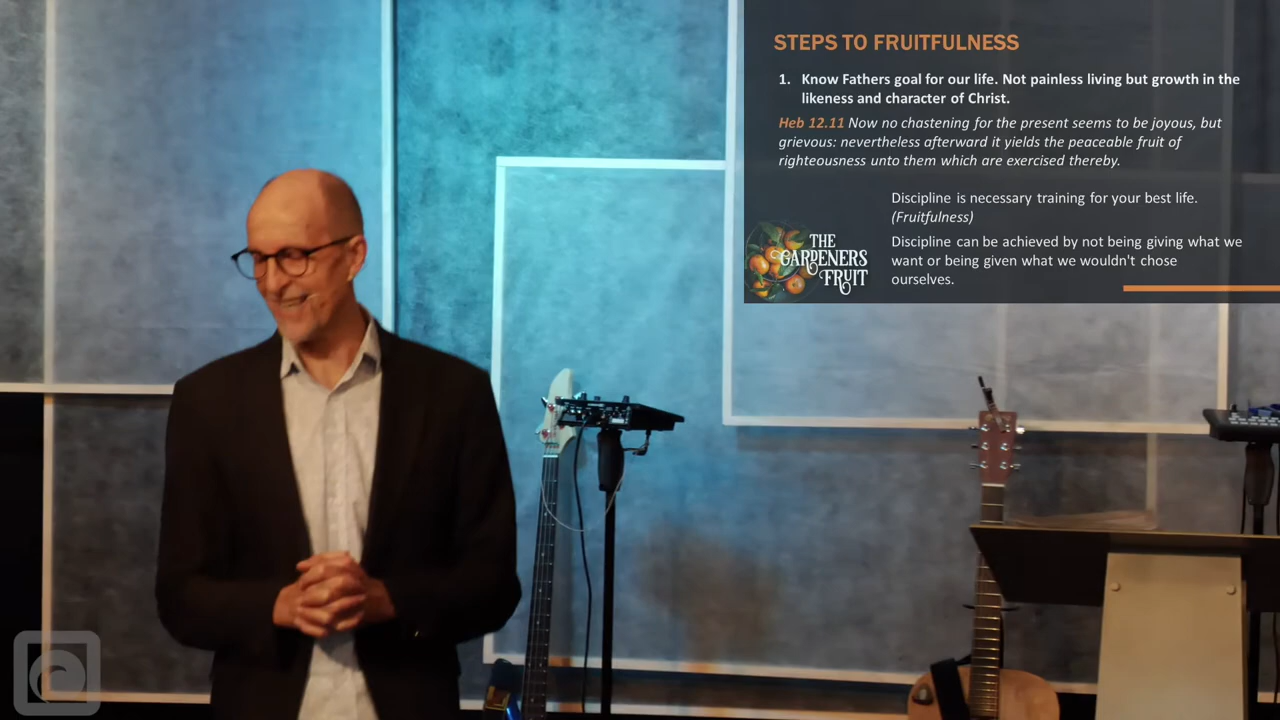 STEPS TO FRUITFULNESS
1. Know Fathers goal for our life. Not painless living but growth in the
likeness and character of Christ.
Heb 12.11 Now no chastening for the present seems to be joyous, but
grievous: nevertheless afterward it yields the peaceable fruit of
righteousness unto them which are exercised thereby.
Discipline is necessary training for your best life.
(Fruitfulness)
Discipline can be achieved by not being giving what we
want or being given what we wouldn't chose
ourselves.
THE
GARDENERS
FRUIT